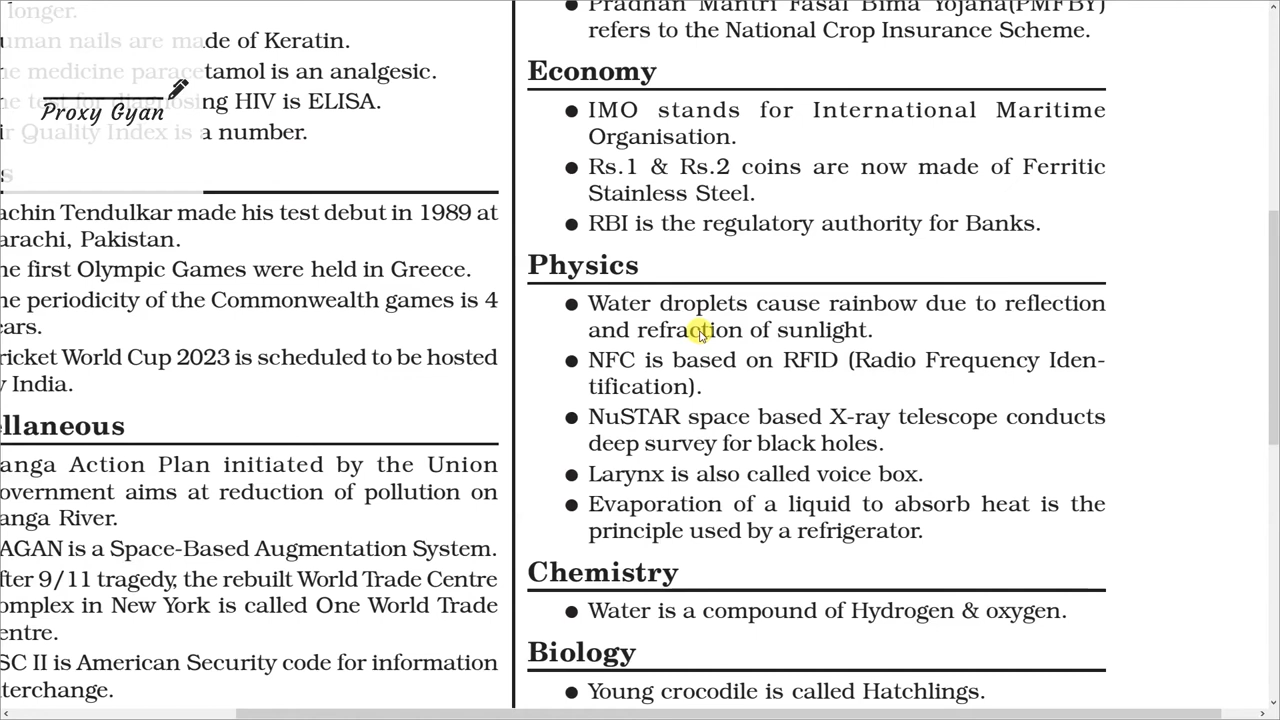 longer.
uman nails are made of Keratin.
he medicine paracetamol is an analgesic.
he test for diagnosing HIV is ELISA.
ir Quality Index is a number.
Proxy Gyan
s
achin Tendulkar made his test debut in 1989 at
arachi, Pakistan.
he first Olympic Games were held in Greece.
he periodicity of the Commonwealth games is 4
ears.
ricket World Cup 2023 is scheduled to be hosted
y India.
ellaneous
anga Action Plan initiated by the Union
overnment aims at reduction of pollution on
anga River.
AGAN is a Space-Based Augmentation System.
fter 9/11 tragedy, the rebuilt World Trade Centre
omplex in New York is called One World Trade
entre.
SC II is American Security code for information
terchange.
● Pradhan Mantri Fasal Bima Yojana(PMFBY)
refers to the National Crop Insurance Scheme.
Economy
● IMO stands for International Maritime
Organisation.
● Rs.1 & Rs.2 coins are now made of Ferritic
Stainless Steel.
● RBI is the regulatory authority for Banks.
Physics
● Water droplets cause rainbow due to reflection
and refraction of sunlight.
● NFC is based on RFID (Radio Frequency Iden-
tification).
● NuSTAR space based X-ray telescope conducts
deep survey for black holes.
● Larynx is also called voice box.
● Evaporation of a liquid to absorb heat is the
principle used by a refrigerator.
Chemistry
● Water is a compound of Hydrogen & oxygen.
Biology
● Young crocodile is called Hatchlings.